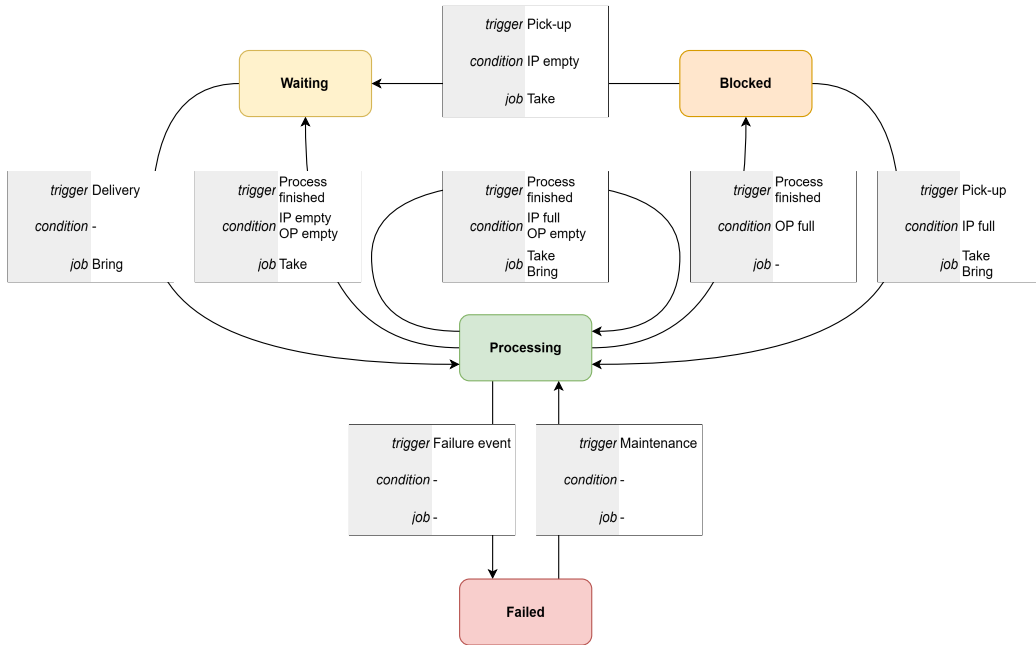 trigger Pick-up
condition IP empty
job Take
Waiting
Blocked
trigger Delivery
condition -
job Bring
trigger Process
finished
condition IP empty
OP empty
job Take
trigger Process
finished
condition IP full
OP empty
job Take
Bring
trigger Process
finished
condition OP full
job -
trigger Pick-up
condition IP full
job Take
Bring
Processing
trigger Failure event
condition -
job -
trigger Maintenance
condition -
job -
Failed